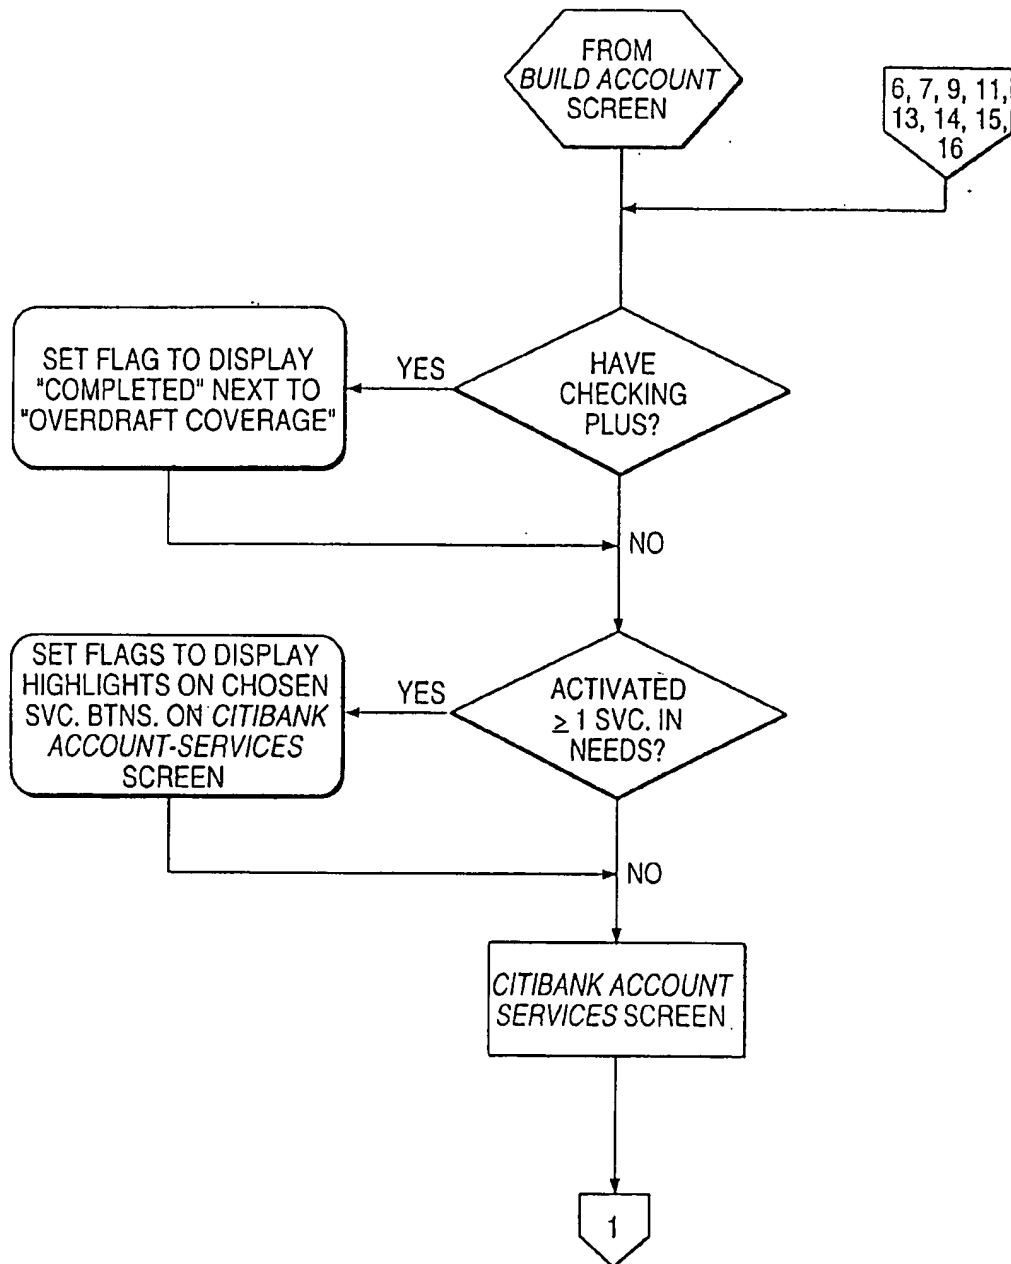 FROM
BUILD ACCOUNT
SCREEN
6, 7, 9, 11,
13, 14, 15,
16
SET FLAG TO DISPLAY
"COMPLETED" NEXT TO
"OVERDRAFT COVERAGE"
YES
HAVE
CHECKING
PLUS?
NO
SET FLAGS TO DISPLAY
HIGHLIGHTS ON CHOSEN
SVC. BTNS. ON CITIBANK
ACCOUNT-SERVICES
SCREEN
YES
ACTIVATED
≥ 1 SVC. IN
NEEDS?
NO
CITIBANK ACCOUNT
SERVICES SCREEN
1